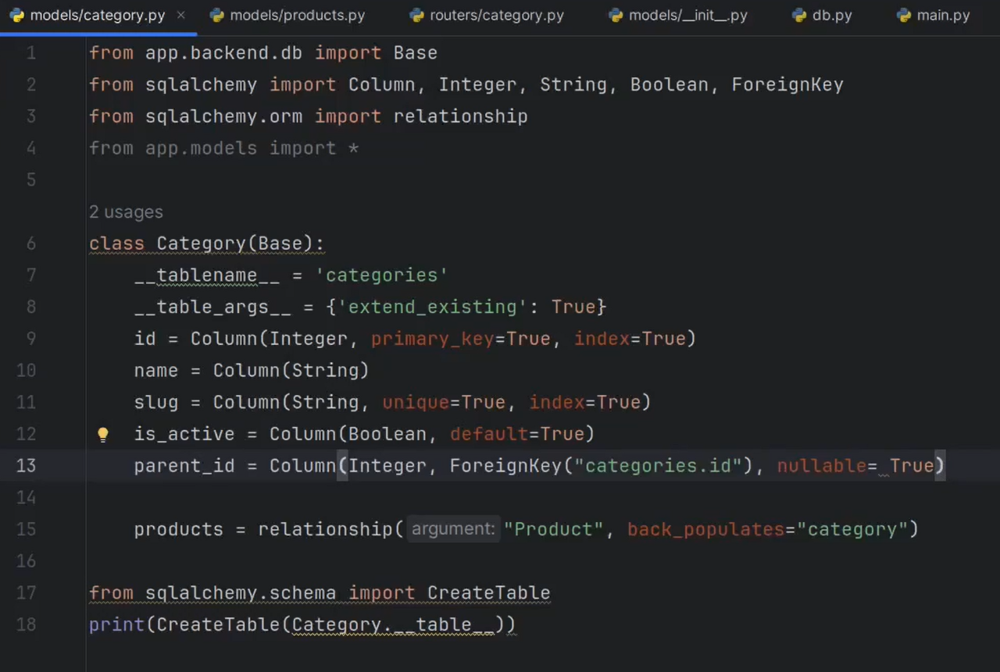 models/category.py × models/products.py routers/category.py models/__init__.py db.py main.py
1 from app.backend.db import Base
2 from sqlalchemy import Column, Integer, String, Boolean, ForeignKey
3 from sqlalchemy.orm import relationship
4 from app.models import *
5
2 usages
6 class Category(Base):
7 __tablename__ = 'categories'
8 __table_args__ = {'extend_existing': True}
9 id = Column(Integer, primary_key=True, index=True)
10 name = Column(String)
11 slug = Column(String, unique=True, index=True)
12 is_active = Column(Boolean, default=True)
13 parent_id = Column(Integer, ForeignKey("categories.id"), nullable= True)
14
15 products = relationship( argument: "Product", back_populates="category")
16
17 from sqlalchemy.schema import CreateTable
18 print(CreateTable(Category.__table__))